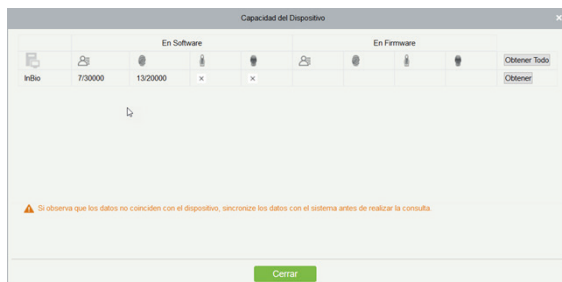 Capacidad del Dispositivo
En Software En Firmware
Obtener Todo
InBio 7/30000 13/20000 Obtener
Si observa que los datos no coinciden con el dispositivo, sincronize los datos con el sistema antes de realizar la consulta.
Cerrar